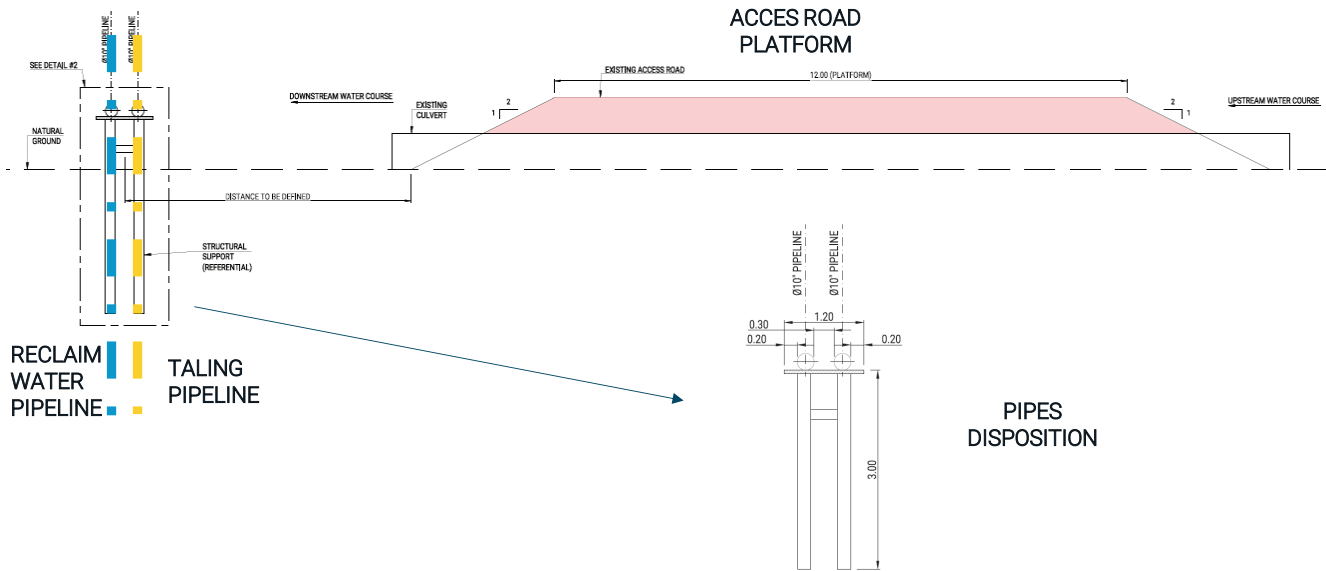 ACCES ROAD
PLATFORM
Ø10" PIPELINE
Ø10" PIPELINE
SEE DETAIL #2
EXISTING ACCESS ROAD
12.00 (PLATFORM)
DOWNSTREAM WATER COURSE
2
1
2
1
UPSTREAM WATER COURSE
EXISTING
CULVERT
NATURAL
GROUND
DISTANCE TO BE DEFINED
STRUCTURAL
SUPPORT
(REFERENTIAL)
RECLAIM
WATER
PIPELINE
TALING
PIPELINE
Ø10" PIPELINE
Ø10" PIPELINE
1.20
0.30
0.20
0.20
3.00
PIPES
DISPOSITION